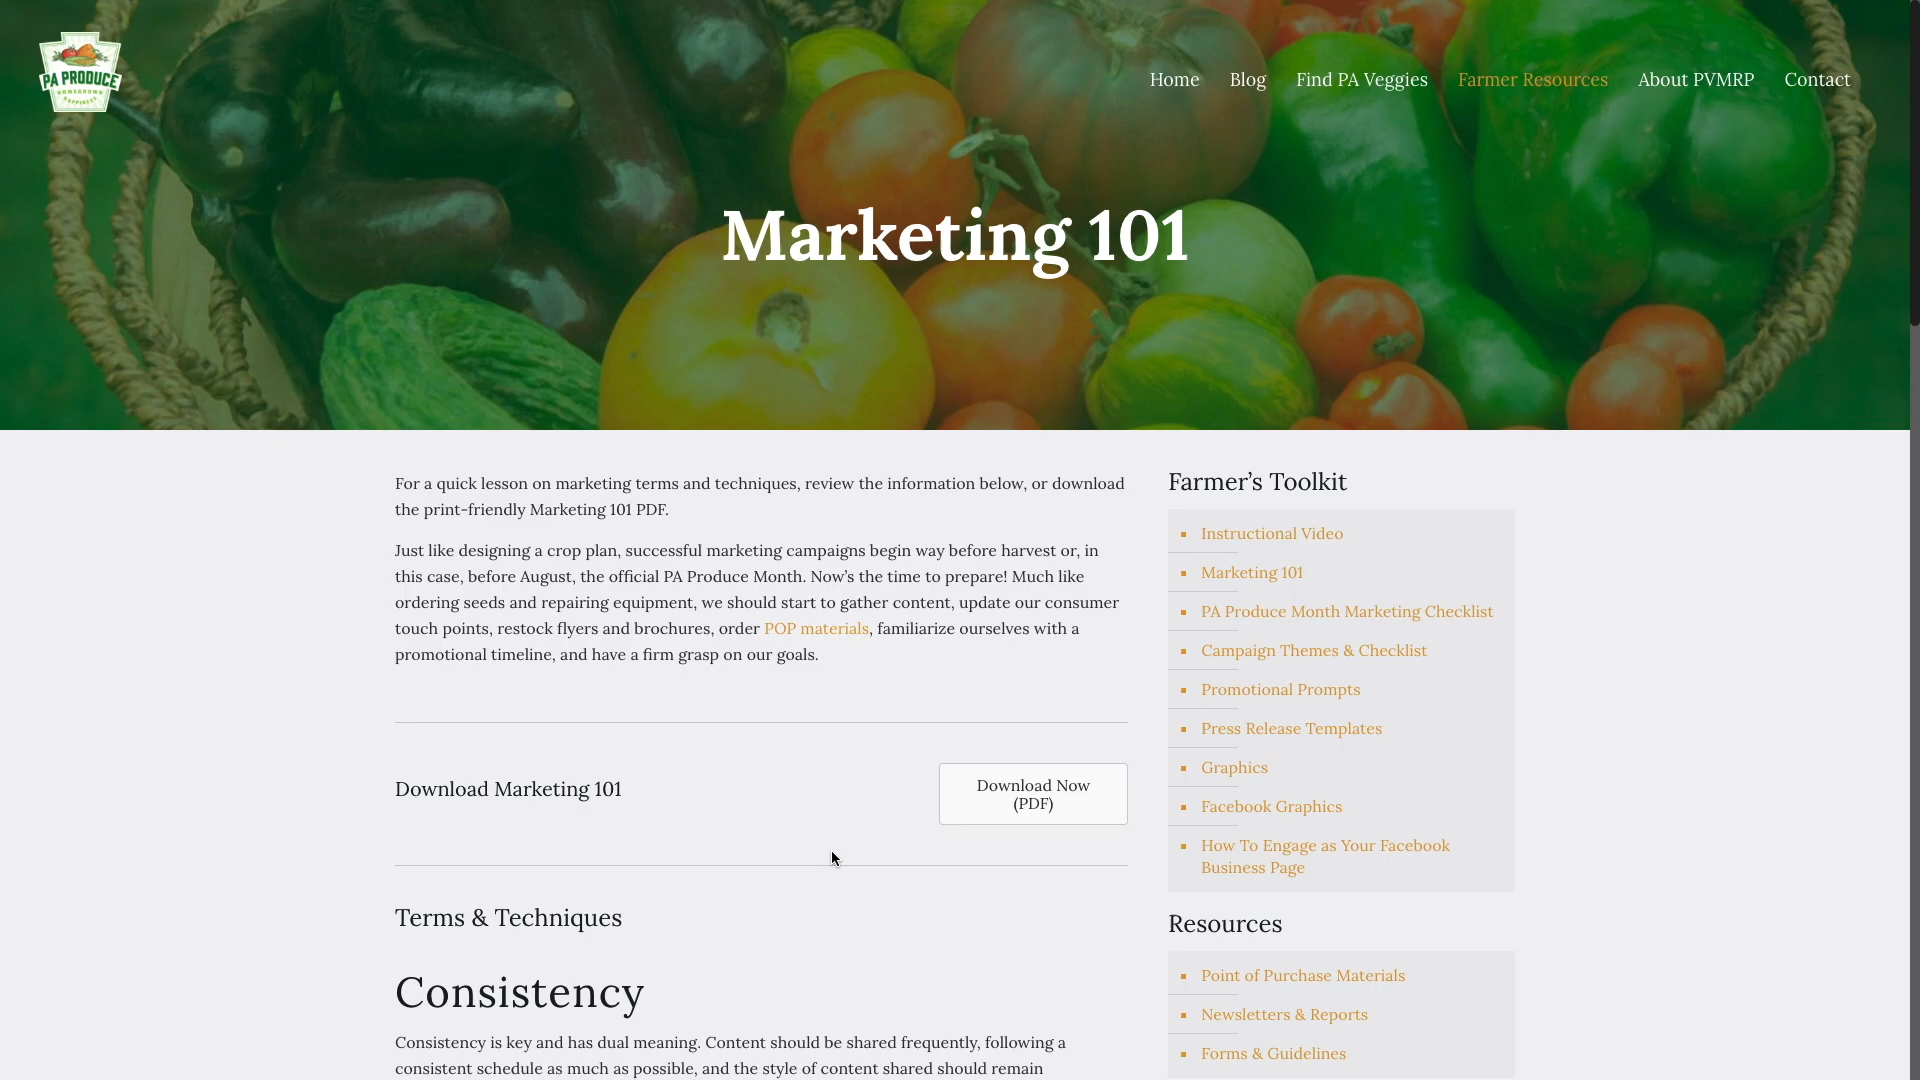 PA PRODUCE
HOMEGROWN
HAPPINESS
Home
Blog
Find PA Veggies
Farmer Resources
About PVMRP
Contact
Marketing 101
For a quick lesson on marketing terms and techniques, review the information below, or download
the print-friendly Marketing 101 PDF.
Just like designing a crop plan, successful marketing campaigns begin way before harvest or, in
this case, before August, the official PA Produce Month. Now’s the time to prepare! Much like
ordering seeds and repairing equipment, we should start to gather content, update our consumer
touch points, restock flyers and brochures, order POP materials, familiarize ourselves with a
promotional timeline, and have a firm grasp on our goals.
Download Marketing 101
Download Now
(PDF)
Terms & Techniques
Consistency
Consistency is key and has dual meaning. Content should be shared frequently, following a
consistent schedule as much as possible, and the style of content shared should remain
Farmer’s Toolkit
Instructional Video
Marketing 101
PA Produce Month Marketing Checklist
Campaign Themes & Checklist
Promotional Prompts
Press Release Templates
Graphics
Facebook Graphics
How To Engage as Your Facebook
Business Page
Resources
Point of Purchase Materials
Newsletters & Reports
Forms & Guidelines